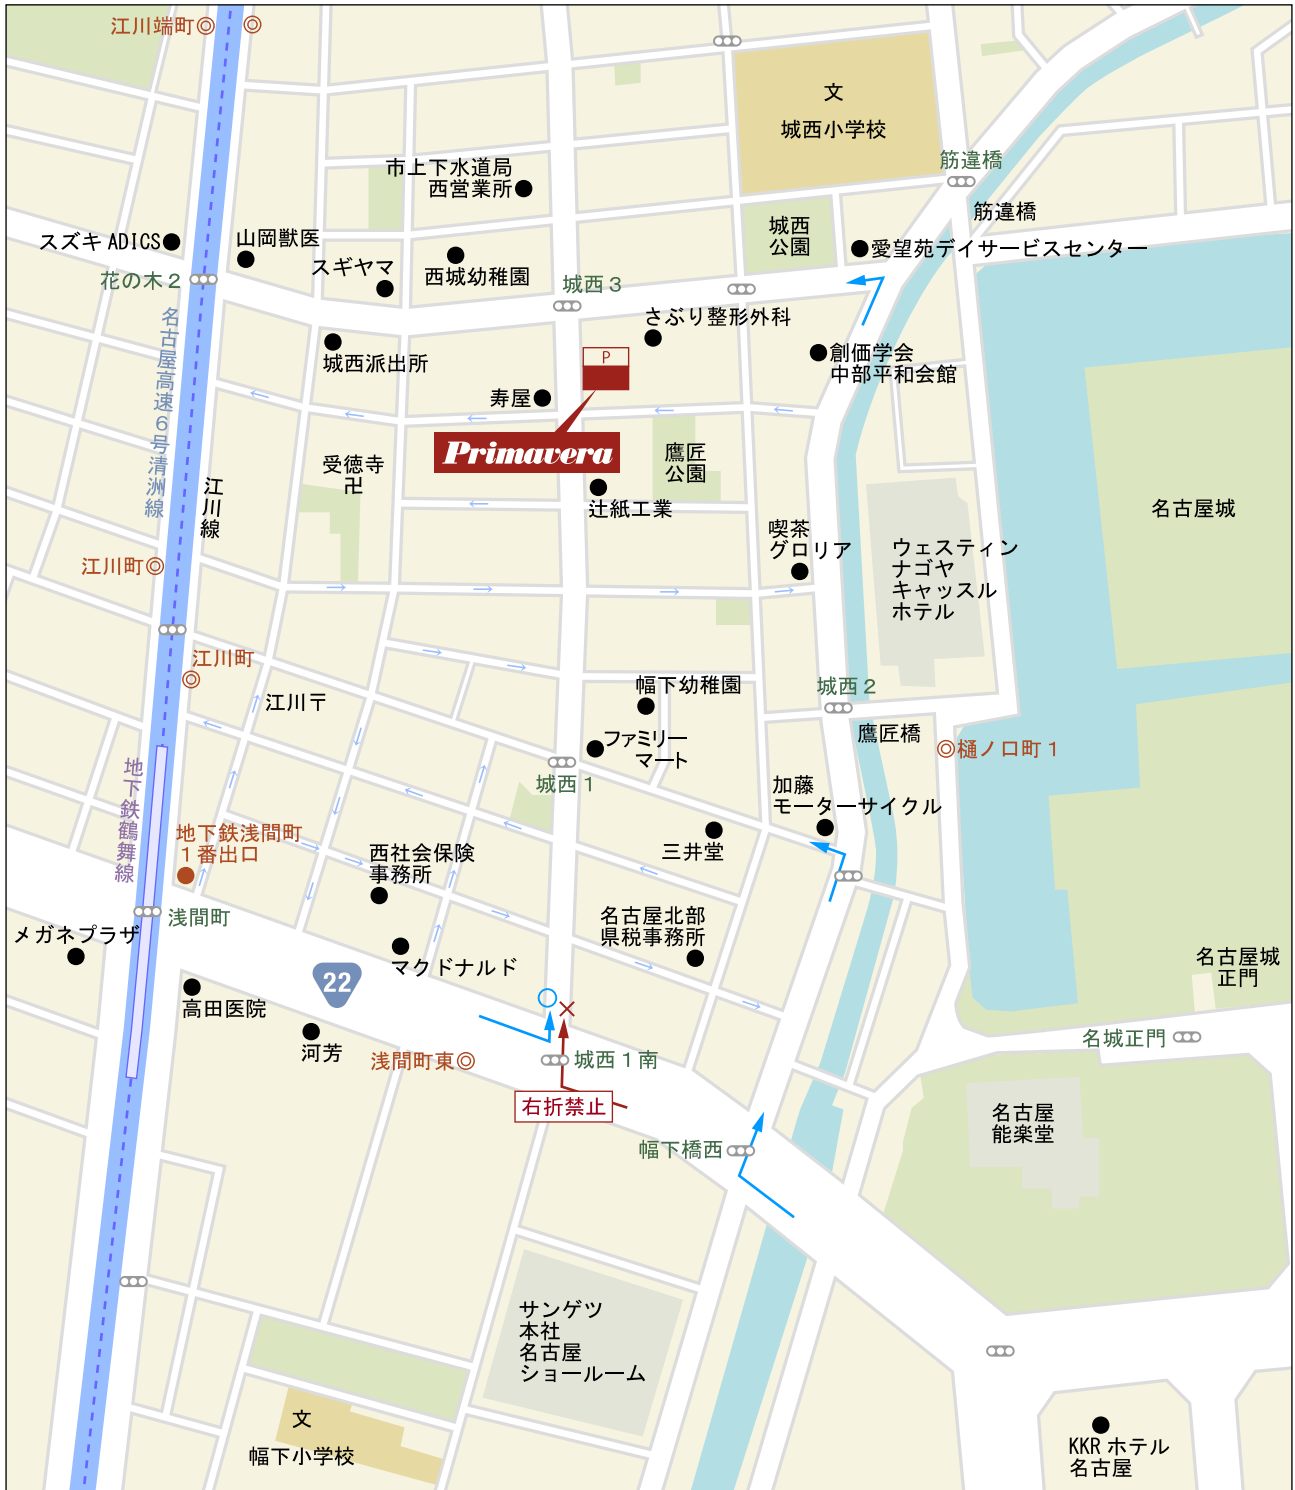 江川端町◎
◎
文
城西小学校
筋違橋
市上下水道局
西営業所
筋違橋
城西
公園
スズキ ADICS
山岡獣医
愛望苑デイサービスセンター
スギヤマ
西城幼稚園
花の木2
城西3
さぶり整形外科
名古屋高速6号清洲線
城西派出所
P
創価学会
中部平和会館
寿屋
Primavera
鷹匠
公園
受徳寺
卍
江川線
辻紙工業
名古屋城
喫茶
グロリア
ウェスティン
ナゴヤ
キャッスル
ホテル
江川町◎
江川町
◎
江川〒
幅下幼稚園
城西2
鷹匠橋
ファミリー
マート
◎樋ノ口町1
地下鉄鶴舞線
城西1
加藤
モーターサイクル
地下鉄浅間町
1番出口
西社会保険
事務所
三井堂
浅間町
名古屋北部
県税事務所
メガネプラザ
マクドナルド
名古屋城
正門
22
高田医院
河芳
浅間町東◎
城西1南
名城正門
右折禁止
名古屋
能楽堂
幅下橋西
サンゲツ
本社
名古屋
ショールーム
文
幅下小学校
KKR ホテル
名古屋